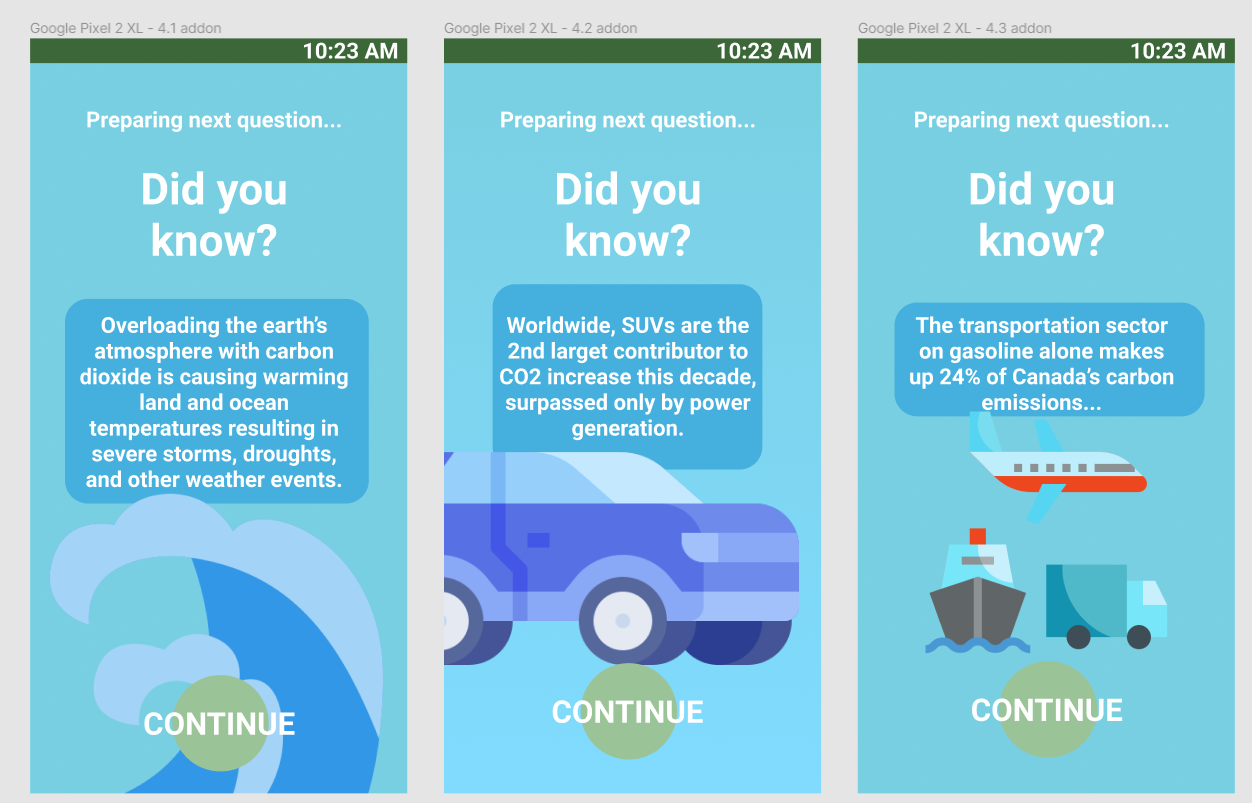 Google Pixel 2 XL - 4.1 addon
10:23 AM
Preparing next question...
Did you
know?
Overloading the earth's
atmosphere with carbon
dioxide is causing warming
land and ocean
temperatures resulting in
severe storms, droughts,
and other weather events.
CONTINUE
Google Pixel 2 XL - 4.2 addon
10:23 AM
Preparing next question...
Did you
know?
Worldwide, SUVs are the
2nd larget contributor to
CO2 increase this decade,
surpassed only by power
generation.
CONTINUE
Google Pixel 2 XL - 4.3 addon
10:23 AM
Preparing next question...
Did you
know?
The transportation sector
on gasoline alone makes
up 24% of Canada's carbon
emissions...
CONTINUE